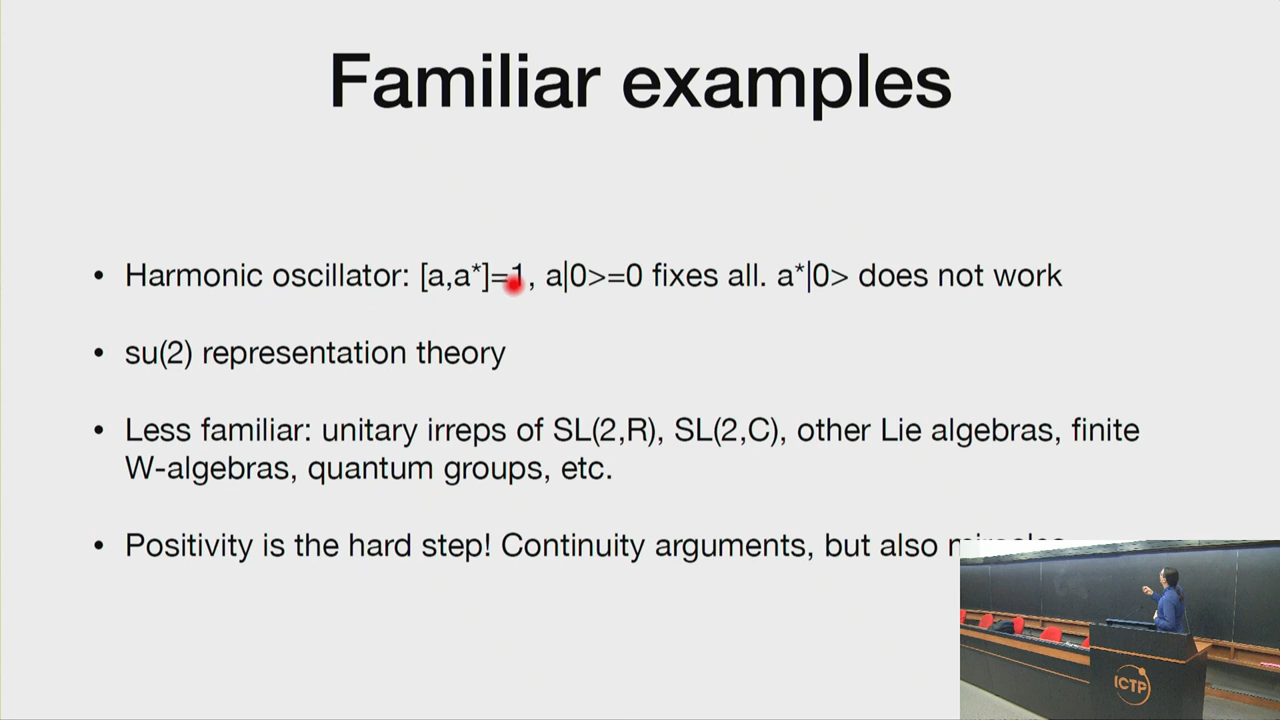 Familiar examples
• Harmonic oscillator: [a,a*]=1, a|0>=0 fixes all. a*|0> does not work
• su(2) representation theory
• Less familiar: unitary irreps of SL(2,R), SL(2,C), other Lie algebras, finite
W-algebras, quantum groups, etc.
• Positivity is the hard step! Continuity arguments, but also miracles
ICTP